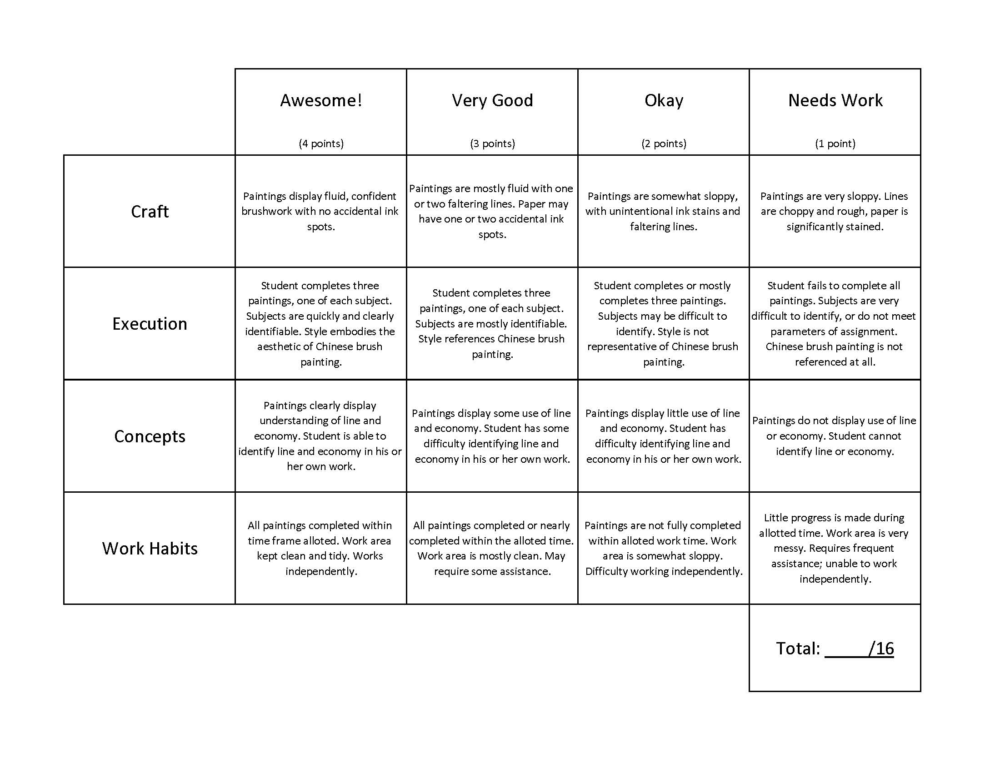 Awesome!
(4 points)
Very Good
(3 points)
Okay
(2 points)
Needs Work
(1 point)
Craft
Paintings display fluid, confident
brushwork with no accidental ink
spots.
Paintings are mostly fluid with one
or two faltering lines. Paper may
have one or two accidental ink
spots.
Paintings are somewhat sloppy,
with unintentional ink stains and
faltering lines.
Paintings are very sloppy. Lines
are choppy and rough, paper is
significantly stained.
Execution
Student completes three
paintings, one of each subject.
Subjects are quickly and clearly
identifiable. Style embodies the
aesthetic of Chinese brush
painting.
Student completes three
paintings, one of each subject.
Subjects are mostly identifiable.
Style references Chinese brush
painting.
Student completes or mostly
completes three paintings.
Subjects may be difficult to
identify. Style is not
representative of Chinese brush
painting.
Student fails to complete all
paintings. Subjects are very
difficult to identify, or do not meet
parameters of assignment.
Chinese brush painting is not
referenced at all.
Concepts
Paintings clearly display
understanding of line and
economy. Student is able to
identify line and economy in his or
her own work.
Paintings display some use of line
and economy. Student has some
difficulty identifying line and
economy in his or her own work.
Paintings display little use of line
and economy. Student has
difficulty identifying line and
economy in his or her own work.
Paintings do not display use of line
or economy. Student cannot
identify line or economy.
Work Habits
All paintings completed within
time frame alloted. Work area
kept clean and tidy. Works
independently.
All paintings completed or nearly
completed within the alloted time.
Work area is mostly clean. May
require some assistance.
Paintings are not fully completed
within alloted work time. Work
area is somewhat sloppy.
Difficulty working independently.
Little progress is made during
allotted time. Work area is very
messy. Requires frequent
assistance; unable to work
independently.
Total: ____/16